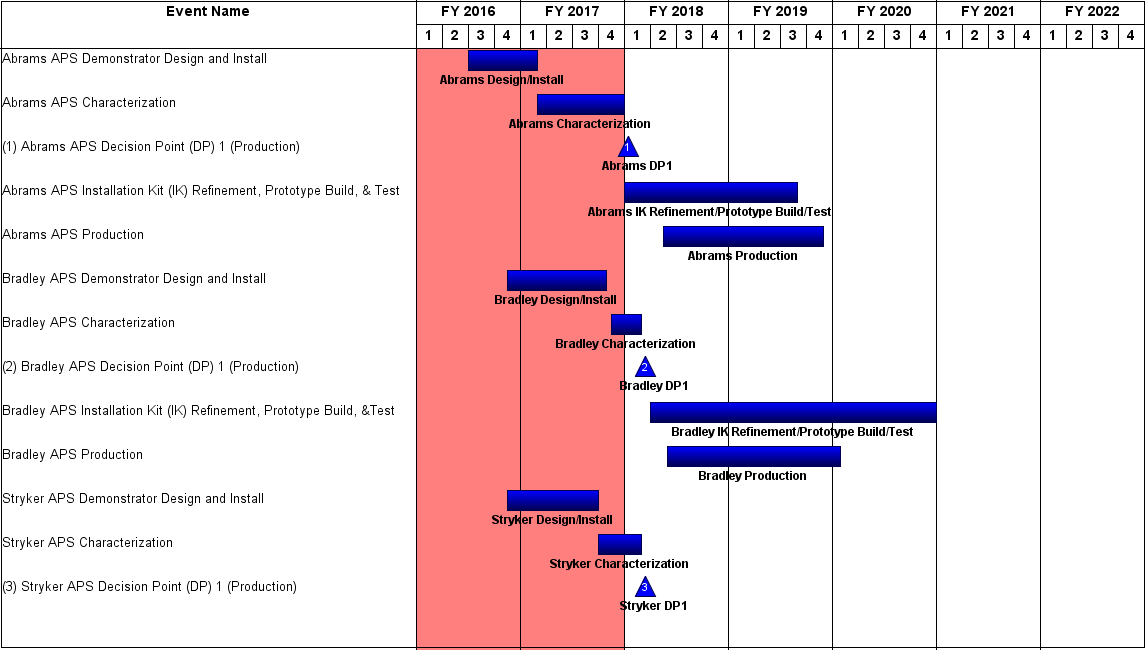 Event Name FY 2016 FY 2017 FY 2018 FY 2019 FY 2020 FY 2021 FY 2022
1 2 3 4 1 2 3 4 1 2 3 4 1 2 3 4 1 2 3 4 1 2 3 4 1 2 3 4
Abrams APS Demonstrator Design and Install
Abrams Design/Install
Abrams APS Characterization
Abrams Characterization
(1) Abrams APS Decision Point (DP) 1 (Production) 1
Abrams DP1
Abrams APS Installation Kit (IK) Refinement, Prototype Build, & Test
Abrams IK Refinement/Prototype Build/Test
Abrams APS Production
Abrams Production
Bradley APS Demonstrator Design and Install
Bradley Design/Install
Bradley APS Characterization
Bradley Characterization
(2) Bradley APS Decision Point (DP) 1 (Production) 2
Bradley DP1
Bradley APS Installation Kit (IK) Refinement, Prototype Build, &Test
Bradley IK Refinement/Prototype Build/Test
Bradley APS Production
Bradley Production
Stryker APS Demonstrator Design and Install
Stryker Design/Install
Stryker APS Characterization
Stryker Characterization
(3) Stryker APS Decision Point (DP) 1 (Production) 3
Stryker DP1